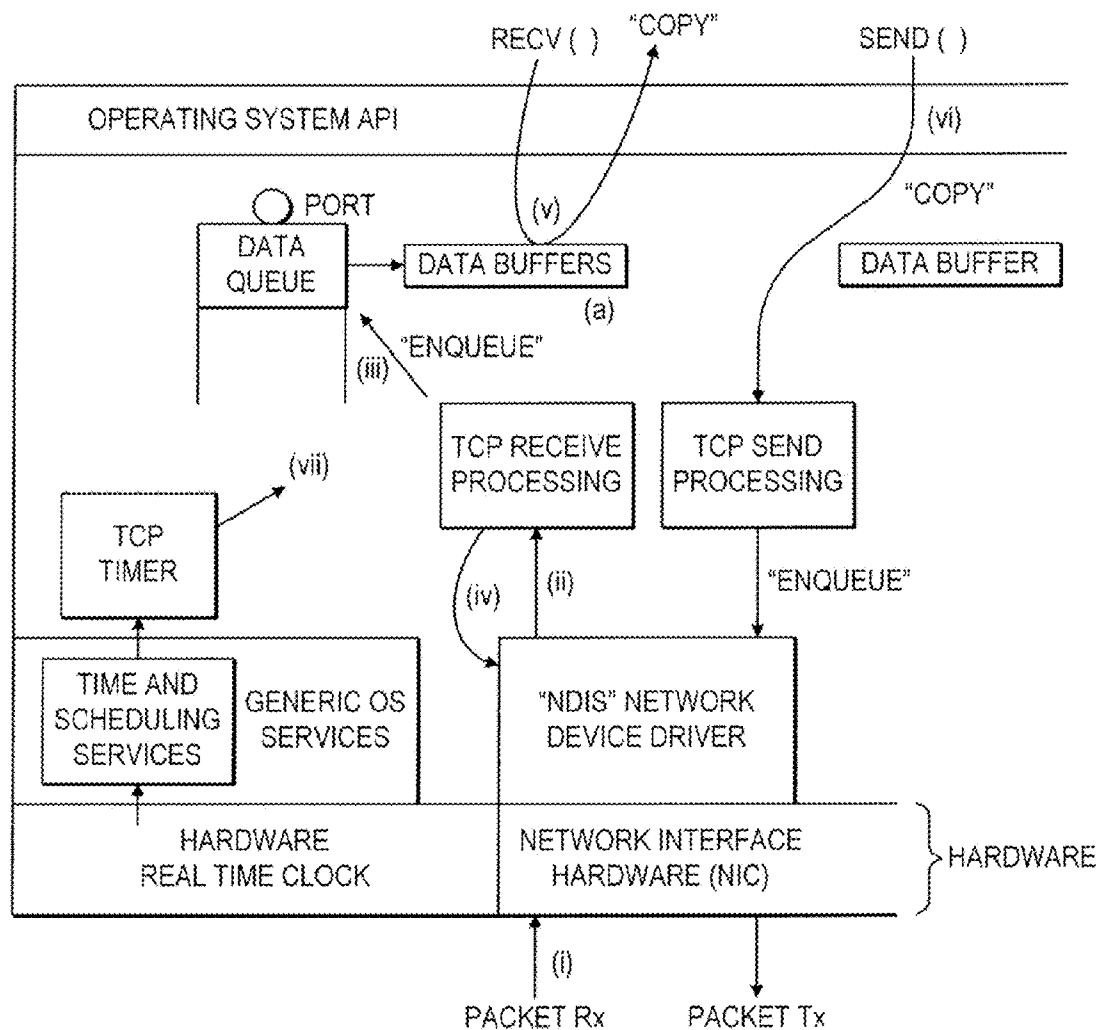 RECV ( )
"COPY"
SEND ( )
OPERATING SYSTEM API
(vi)
"COPY"
PORT
(v)
DATA
QUEUE
DATA BUFFERS
DATA BUFFER
(a)
"ENQUEUE"
(iii)
TCP RECEIVE
PROCESSING
TCP SEND
PROCESSING
(vii)
TCP
TIMER
(iv)
(ii)
"ENQUEUE"
TIME AND
SCHEDULING
SERVICES
GENERIC OS
SERVICES
"NDIS" NETWORK
DEVICE DRIVER
HARDWARE
REAL TIME CLOCK
NETWORK INTERFACE
HARDWARE (NIC)
HARDWARE
(i)
PACKET Rx
PACKET Tx